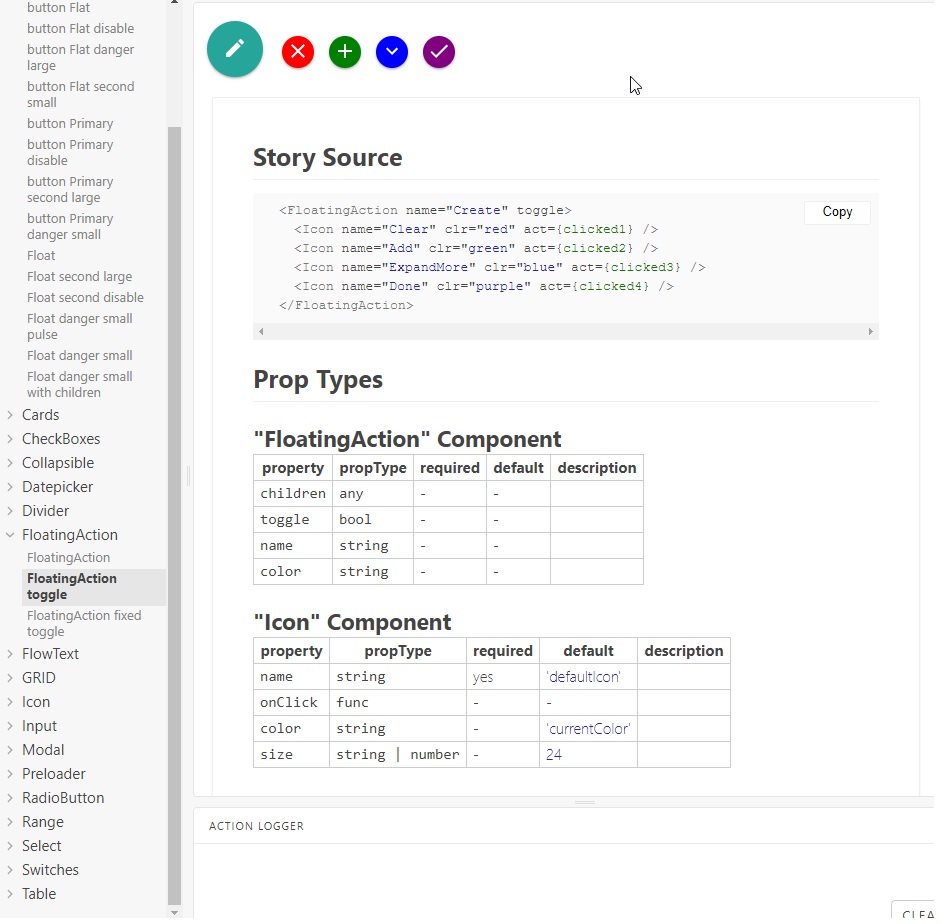 button Flat
button Flat disable
button Flat danger
large
button Flat second
small
button Primary
button Primary
disable
button Primary
second large
button Primary
danger small
Float
Float second large
Float second disable
Float danger small
pulse
Float danger small
Float danger small
with children
Cards
CheckBoxes
Collapsible
Datepicker
Divider
FloatingAction
FloatingAction
FloatingAction
toggle
FloatingAction fixed
toggle
FlowText
GRID
Icon
Input
Modal
Preloader
RadioButton
Range
Select
Switches
Table
Story Source
Copy
<FloatingAction name="Create" toggle>
<Icon name="Clear" clr="red" act={clicked1} />
<Icon name="Add" clr="green" act={clicked2} />
<Icon name="ExpandMore" clr="blue" act={clicked3} />
<Icon name="Done" clr="purple" act={clicked4} />
</FloatingAction>
Prop Types
"FloatingAction" Component
property propType required default description
children any - -
toggle bool - -
name string - -
color string - -
"Icon" Component
property propType required default description
name string yes 'defaultIcon'
onClick func - -
color string - 'currentColor'
size string | number - 24
ACTION LOGGER